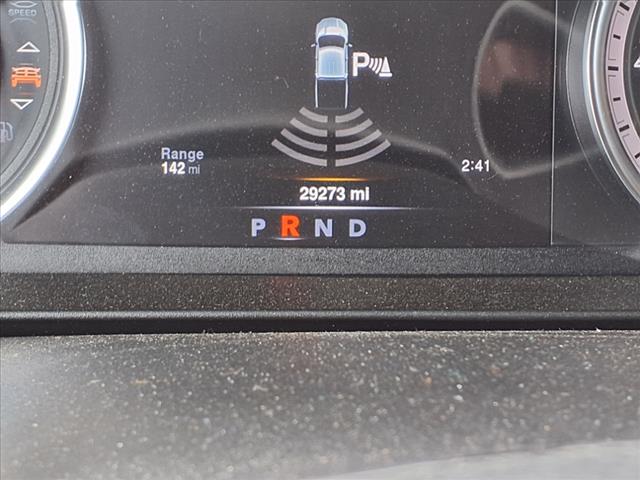 SPEED
P
Range
142 mi
2:41
29273 mi
P R N D